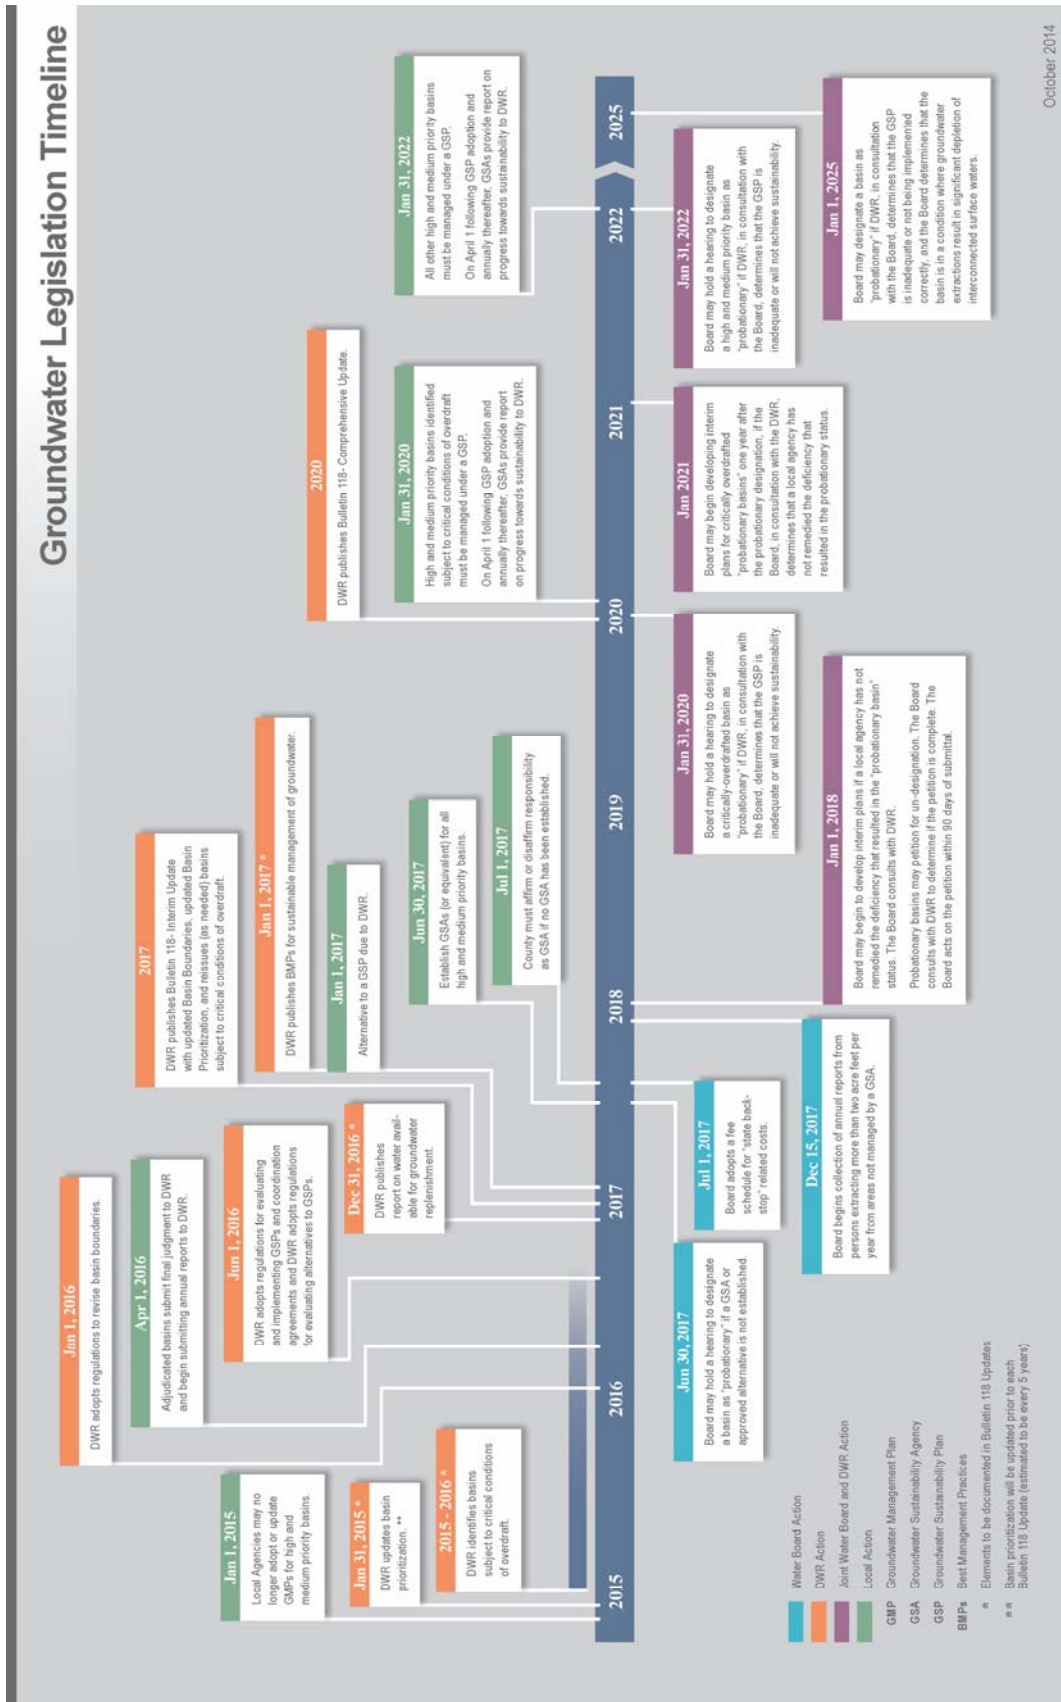 Groundwater Legislation Timeline
Jan 1, 2016
DWR adopts regulations to revise basin boundaries.
Apr 1, 2016
Adjudicated basins submit final judgment to DWR
and begin submitting annual reports to DWR.
Jan 1, 2015
Local Agencies may no
longer adopt or update
GMPs for high and
medium priority basins.
Jun 1, 2016
DWR adopts regulations for evaluating
and implementing GSPs and coordination
agreements and DWR adopts regulations
for evaluating alternatives to GSPs.
Jan 31, 2015 *
DWR updates basin
prioritization. **
Dec 31, 2016 *
DWR publishes
report on water avail-
able for groundwater
replenishment.
2015 - 2016 *
DWR identifies basins
subject to critical conditions
of overdraft.
2017
DWR publishes Bulletin 118- Interim Update
with updated Basin Boundaries, updated Basin
Prioritization, and reissues (as needed) basins
subject to critical conditions of overdraft.
Jan 1, 2017 *
DWR publishes BMPs for sustainable management of groundwater.
Jan 1, 2017
Alternative to a GSP due to DWR.
Jun 30, 2017
Establish GSAs (or equivalent) for all
high and medium priority basins.
Jul 1, 2017
County must affirm or disaffirm responsibility
as GSA if no GSA has been established.
2020
DWR publishes Bulletin 118- Comprehensive Update.
Jan 31, 2020
High and medium priority basins identified
subject to critical conditions of overdraft
must be managed under a GSP.
On April 1 following GSP adoption and
annually thereafter, GSAs provide report
on progress towards sustainability to DWR.
Jan 31, 2022
All other high and medium priority basins
must be managed under a GSP.
On April 1 following GSP adoption and
annually thereafter, GSAs provide report on
progress towards sustainability to DWR.
2015
2016
2017
2018
2019
2020
2021
2022
2025
Jun 30, 2017
Board may hold a hearing to designate
a basin as "probationary" if a GSA or
approved alternative is not established.
Jul 1, 2017
Board adopts a fee
schedule for "state back-
stop" related costs.
Dec 15, 2017
Board begins collection of annual reports from
persons extracting more than two acre feet per
year from areas not managed by a GSA.
Jan 31, 2020
Board may hold a hearing to designate
a critically-overdrafted basin as
"probationary" if DWR, in consultation with
the Board, determines that the GSP is
inadequate or will not achieve sustainability.
Jan 1, 2018
Board may begin to develop interim plans if a local agency has not
remedied the deficiency that resulted in the "probationary basin"
status. The Board consults with DWR.
Probationary basins may petition for un-designation. The Board
consults with DWR to determine if the petition is complete. The
Board acts on the petition within 90 days of submittal.
Jan 2021
Board may begin developing interim
plans for critically overdrafted
"probationary basins" one year after
the probationary designation, if the
Board, in consultation with the DWR,
determines that a local agency has
not remedied the deficiency that
resulted in the probationary status.
Jan 31, 2022
Board may hold a hearing to designate
a high and medium priority basin as
"probationary" if DWR, in consultation with
the Board, determines that the GSP is
inadequate or will not achieve sustainability.
Jan 1, 2025
Board may designate a basin as
"probationary" if DWR, in consultation
with the Board, determines that the GSP
is inadequate or not being implemented
correctly, and the Board determines that the
basin is in a condition where groundwater
extractions result in significant depletion of
interconnected surface waters.
Water Board Action
DWR Action
Joint Water Board and DWR Action
Local Action
GMP Groundwater Management Plan
GSA Groundwater Sustainability Agency
GSP Groundwater Sustainability Plan
BMPs Best Management Practices
* Elements to be documented in Bulletin 118 Updates
** Basin prioritization will be updated prior to each
Bulletin 118 Update (estimated to be every 5 years)
October 2014